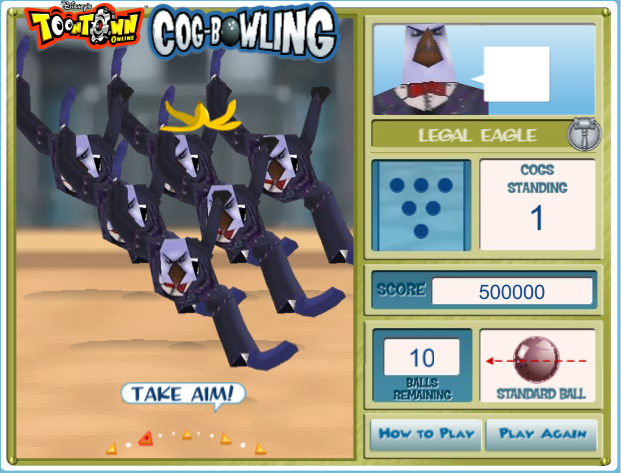 Disney's
TOONTOWN
ONLINE
COG-BOWLING
LEGAL EAGLE
COGS
STANDING
1
SCORE 500000
10
BALLS
REMAINING
STANDARD BALL
TAKE AIM!
HOW TO PLAY
PLAY AGAIN